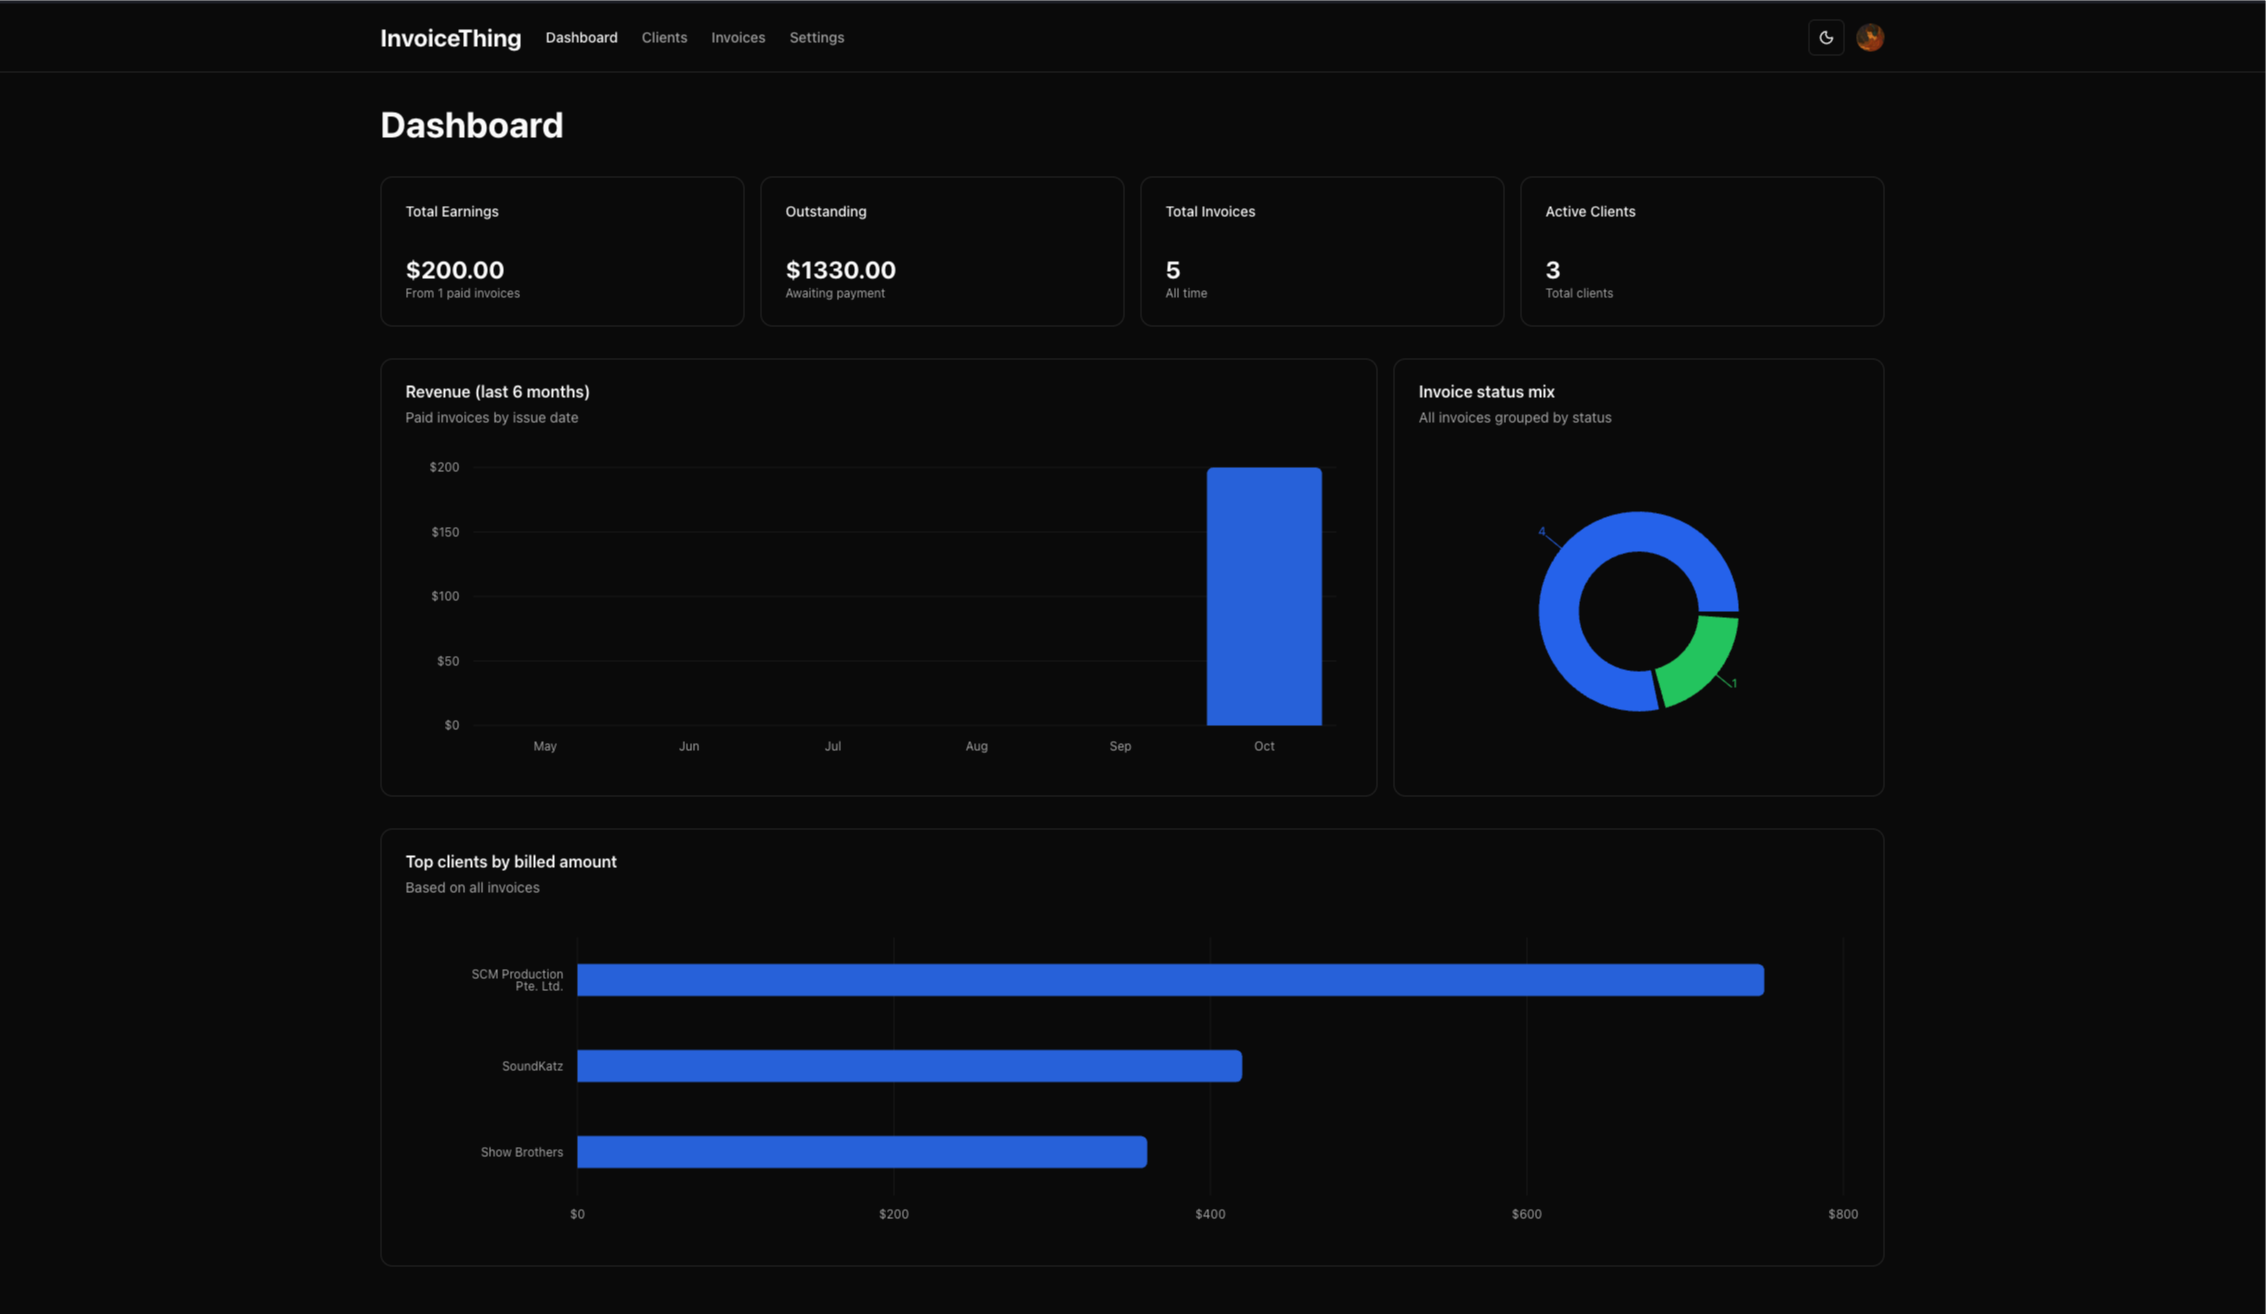 InvoiceThing Dashboard Clients Invoices Settings
Dashboard
Total Earnings
$200.00
From 1 paid invoices
Outstanding
$1330.00
Awaiting payment
Total Invoices
5
All time
Active Clients
3
Total clients
Revenue (last 6 months)
Paid invoices by issue date
$200
$150
$100
$50
$0
May Jun Jul Aug Sep Oct
Invoice status mix
All invoices grouped by status
4
1
Top clients by billed amount
Based on all invoices
SCM Production
Pte. Ltd.
SoundKatz
Show Brothers
$0 $200 $400 $600 $800